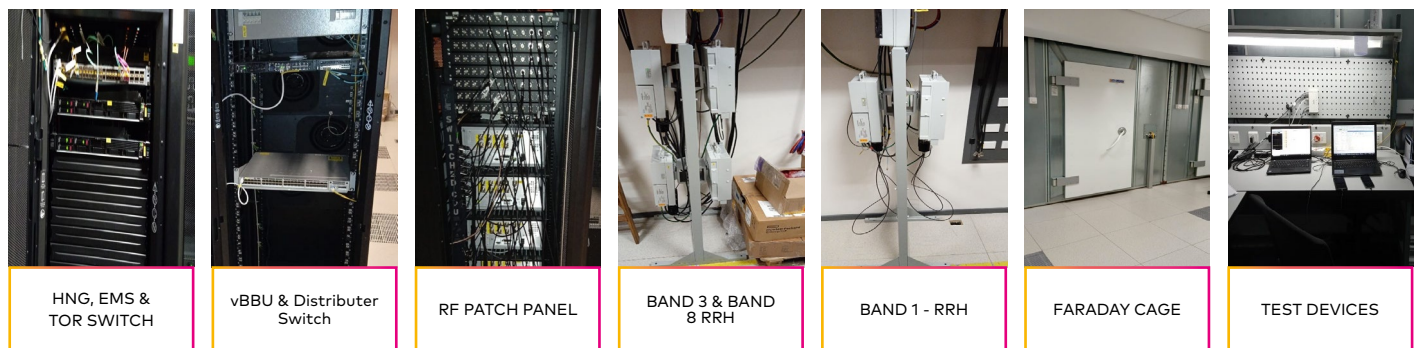 HNG, EMS &
TOR SWITCH
vBBU & Distributer
Switch
RF PATCH PANEL
BAND 3 & BAND
8 RRH
BAND 1 - RRH
FARADAY CAGE
TEST DEVICES